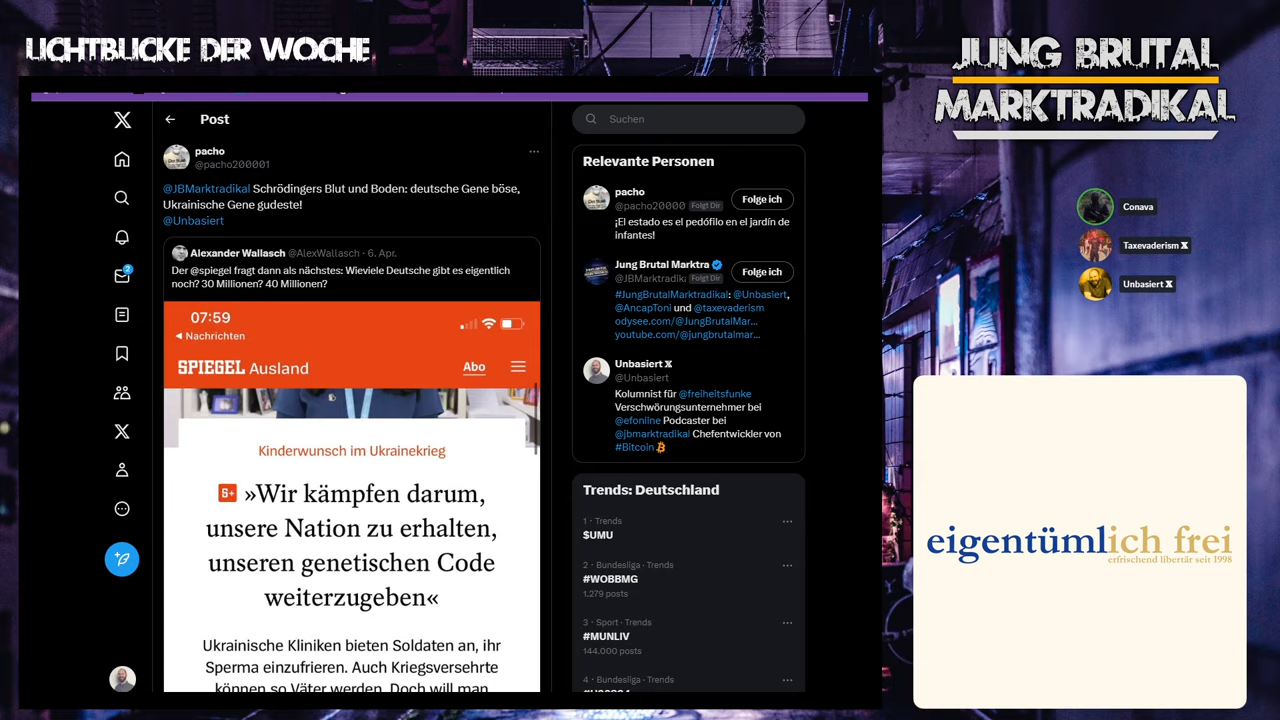 LICHTBLICKE DER WOCHE
JUNG BRUTAL
MARKTRADIKAL
Post
pacho
@pacho200001
@JBMarktradikal Schrödingers Blut und Boden: deutsche Gene böse,
Ukrainische Gene gudeste!
@Unbasiert
Alexander Wallasch @AlexWallasch · 6. Apr.
Der @spiegel fragt dann als nächstes: Wieviele Deutsche gibt es eigentlich
noch? 30 Millionen? 40 Millionen?
07:59
Nachrichten
SPIEGEL Ausland
Abo
Kinderwunsch im Ukrainekrieg
S+ »Wir kämpfen darum,
unsere Nation zu erhalten,
unseren genetischen Code
weiterzugeben«
Ukrainische Kliniken bieten Soldaten an, ihr
Sperma einzufrieren. Auch Kriegsversehrte
können so Väter werden. Doch will man
2
Suchen
Relevante Personen
pacho
@pacho20000 Folgt Dir
Folge ich
¡El estado es el pedófilo en el jardín de
infantes!
Jung Brutal Marktra
@JBMarktradik Folgt Dir
Folge ich
#JungBrutalMarktradikal: @Unbasiert,
@AncapToni und @taxevaderism
odysee.com/@JungBrutalMar...
youtube.com/@jungbrutalmar...
Unbasiert X
@Unbasiert
Kolumnist für @freiheitsfunke
Verschwörungsunternehmer bei
@efonline Podcaster bei
@jbmarktradikal Chefentwickler von
#Bitcoin
Trends: Deutschland
1 · Trends
$UMU
2 · Bundesliga · Trends
#WOBBMG
1.279 posts
3 · Sport · Trends
#MUNLIV
144.000 posts
4 · Bundesliga · Trends
Conava
Taxevaderism X
Unbasiert X
eigentümlich frei
erfrischend libertär seit 1998